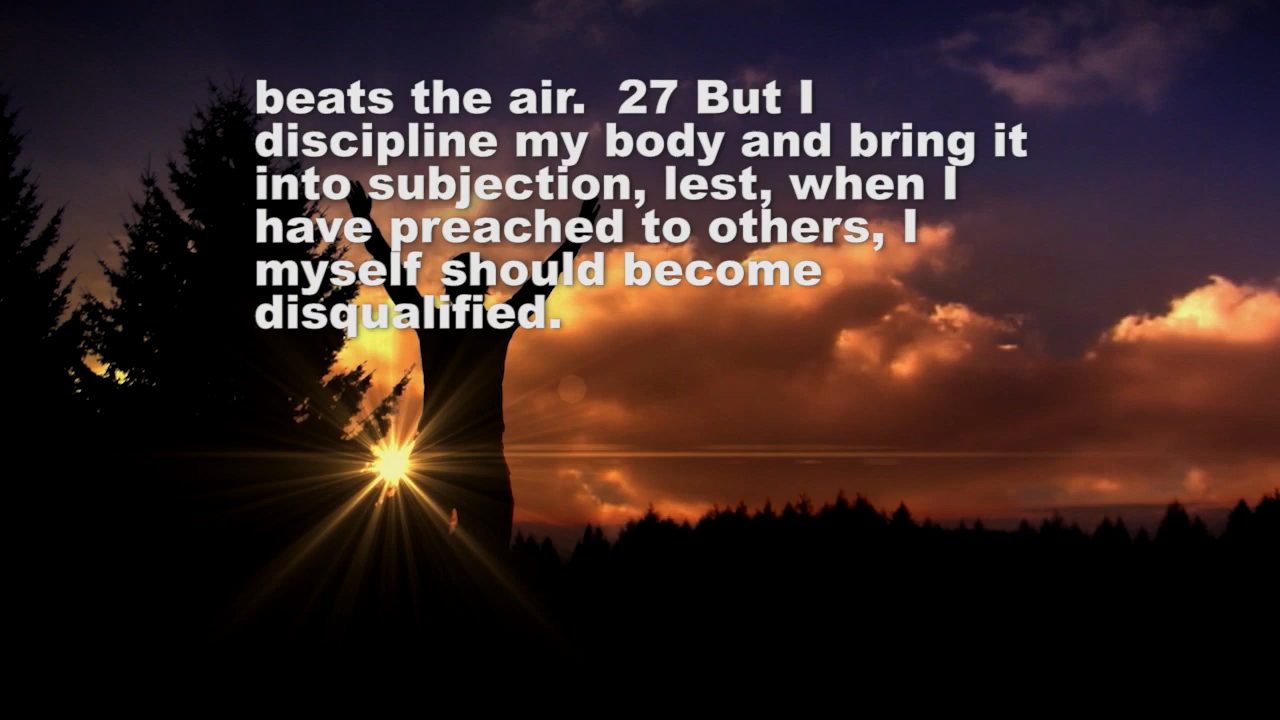 beats the air.  27 But I
discipline my body and bring it
into subjection, lest, when I
have preached to others, I
myself should become
disqualified.